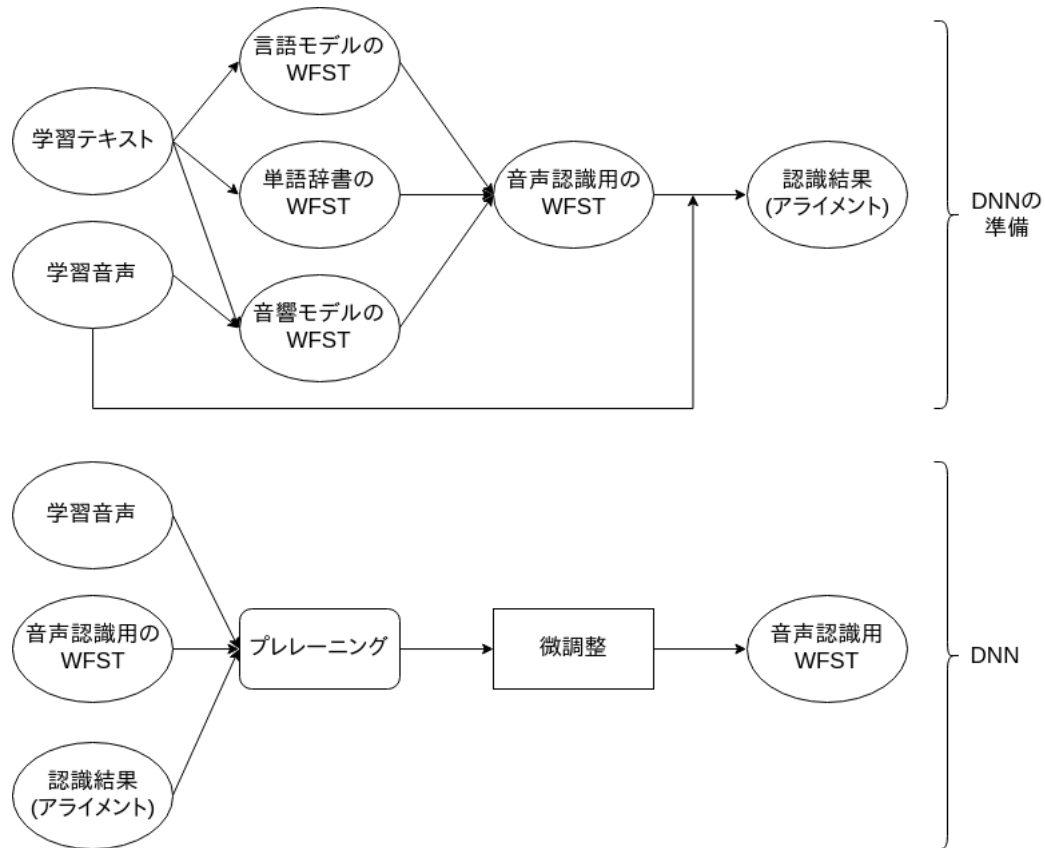 言語モデルの
WFST
学習テキスト
単語辞書の
WFST
音声認識用の
WFST
認識結果
(アライメント)
DNNの
準備
学習音声
音響モデルの
WFST
学習音声
音声認識用の
WFST
プレレーニング
微調整
音声認識用
WFST
DNN
認識結果
(アライメント)